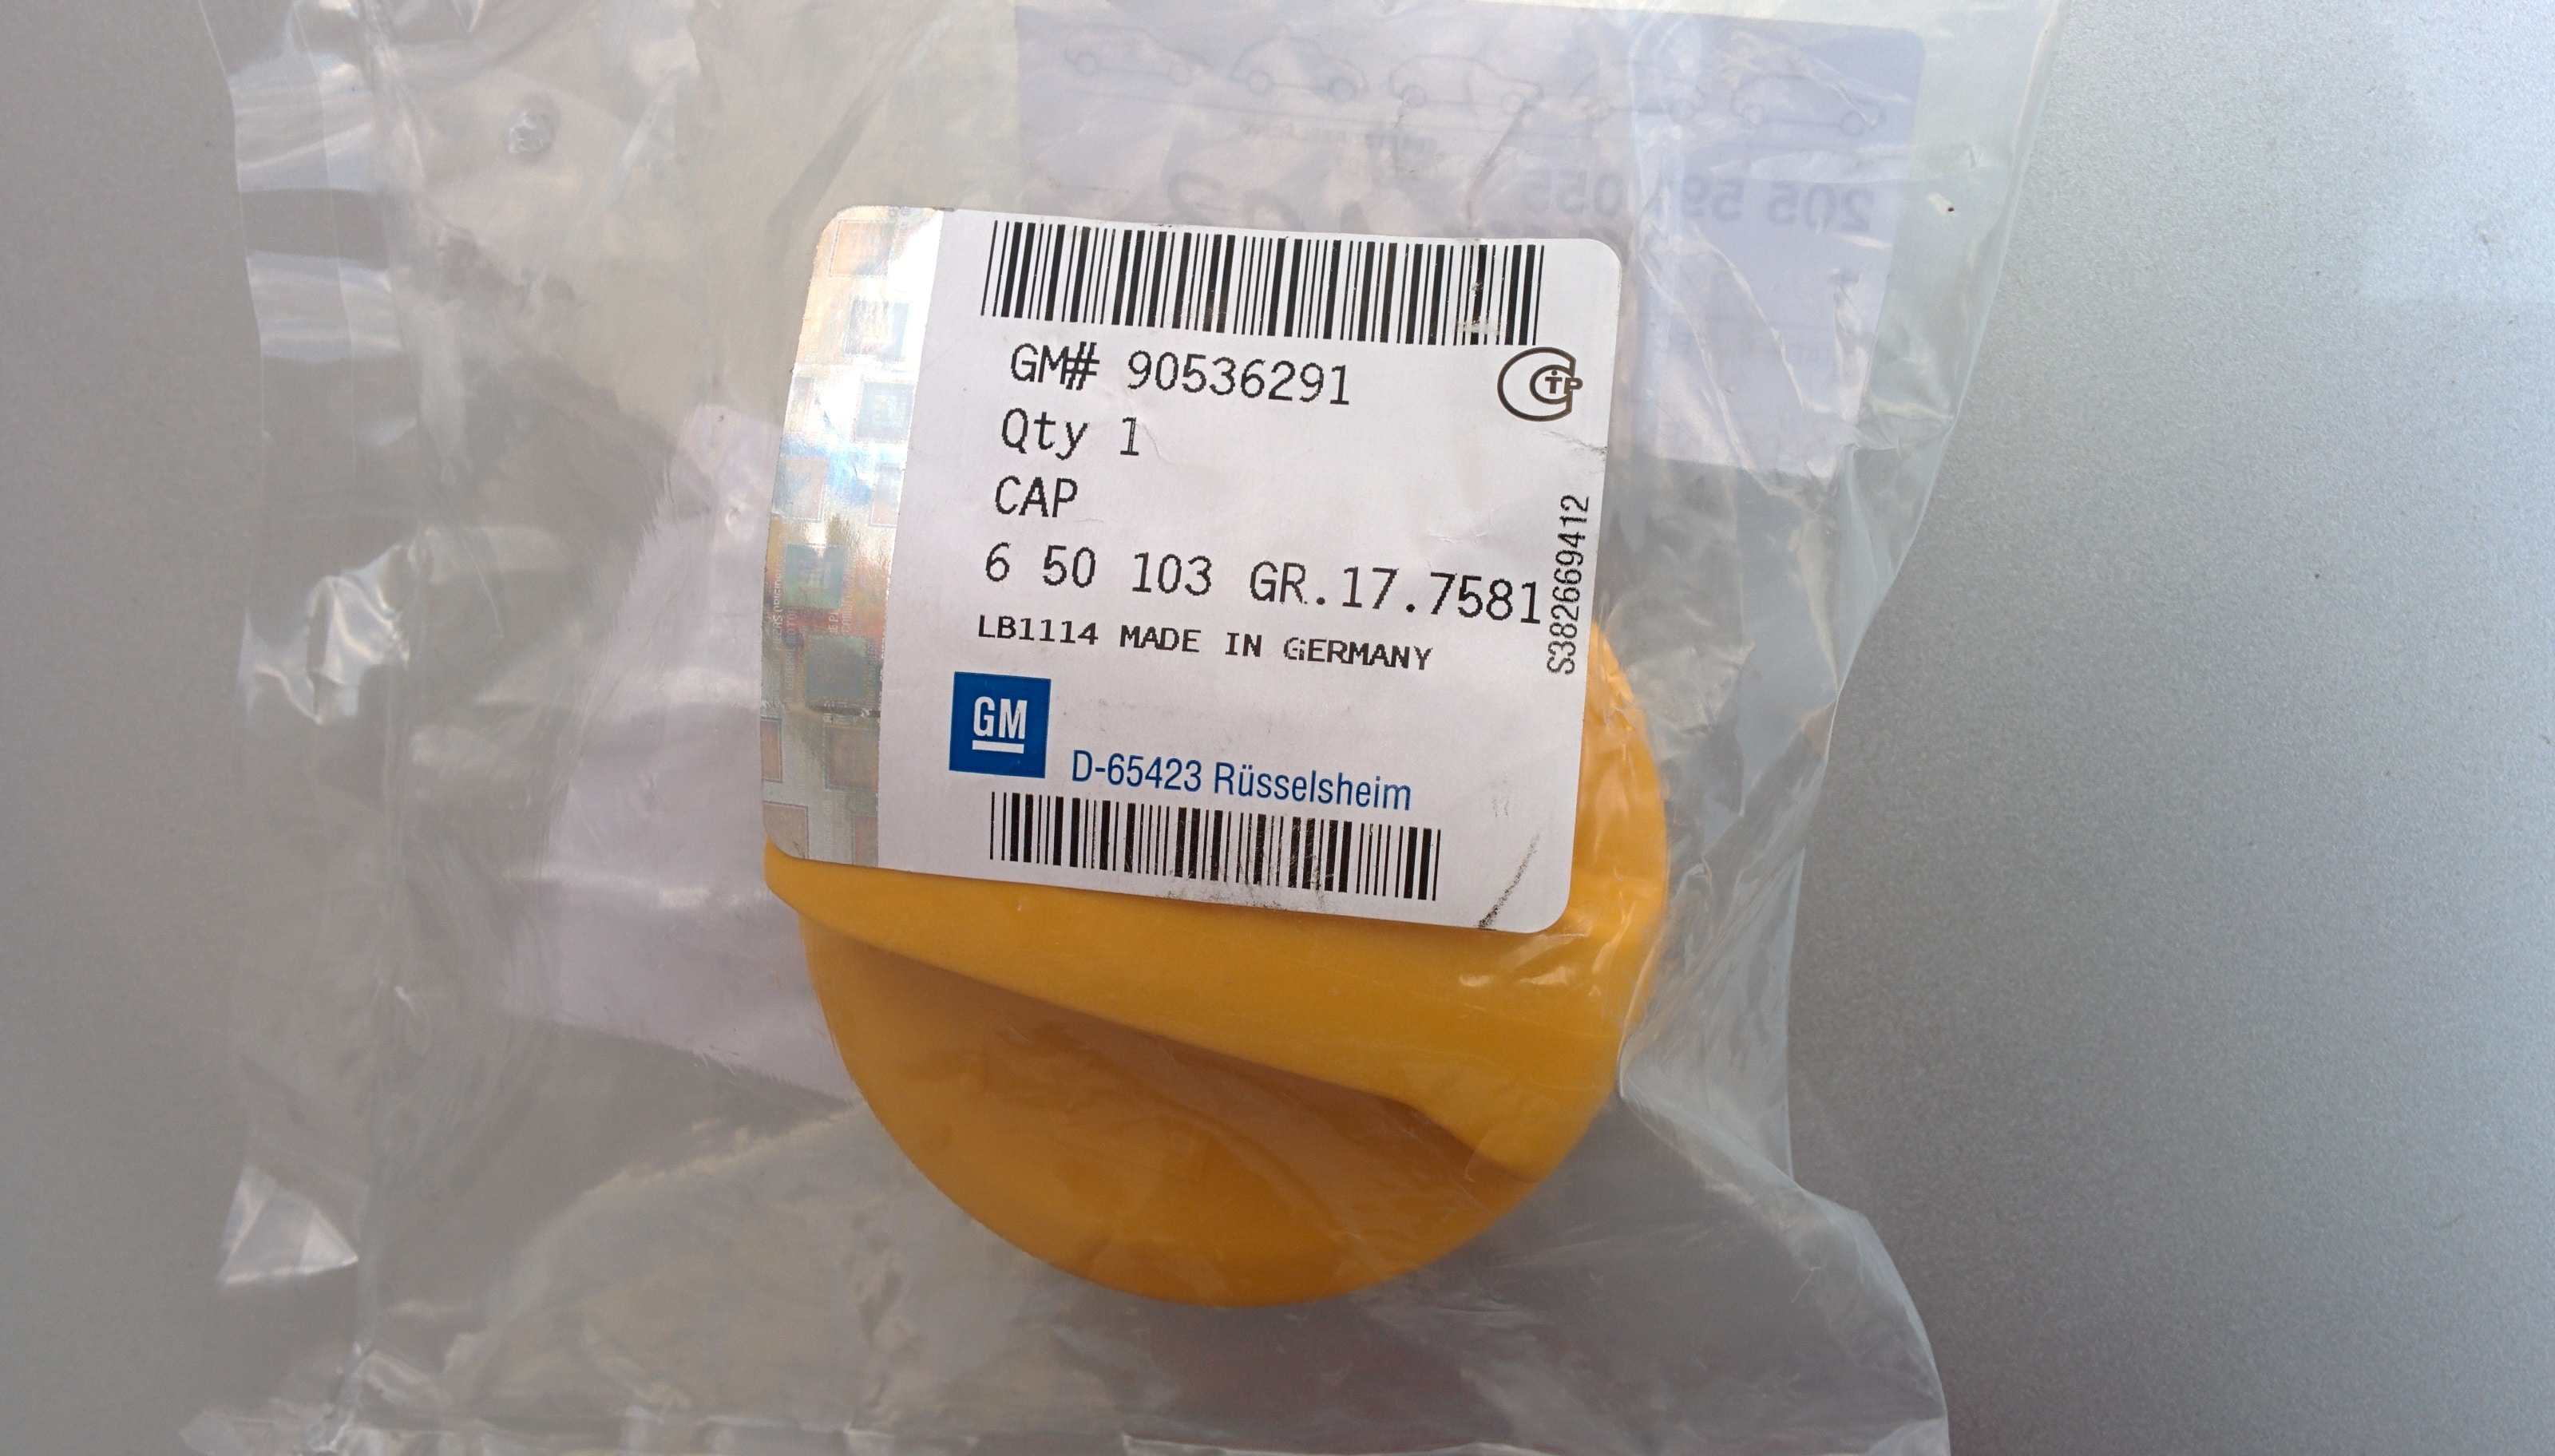 GM# 90536291
Qty 1
CAP
6 50 103 GR.17.7581
LB1114 MADE IN GERMANY
S382669412
GM
D-65423 Rüsselsheim